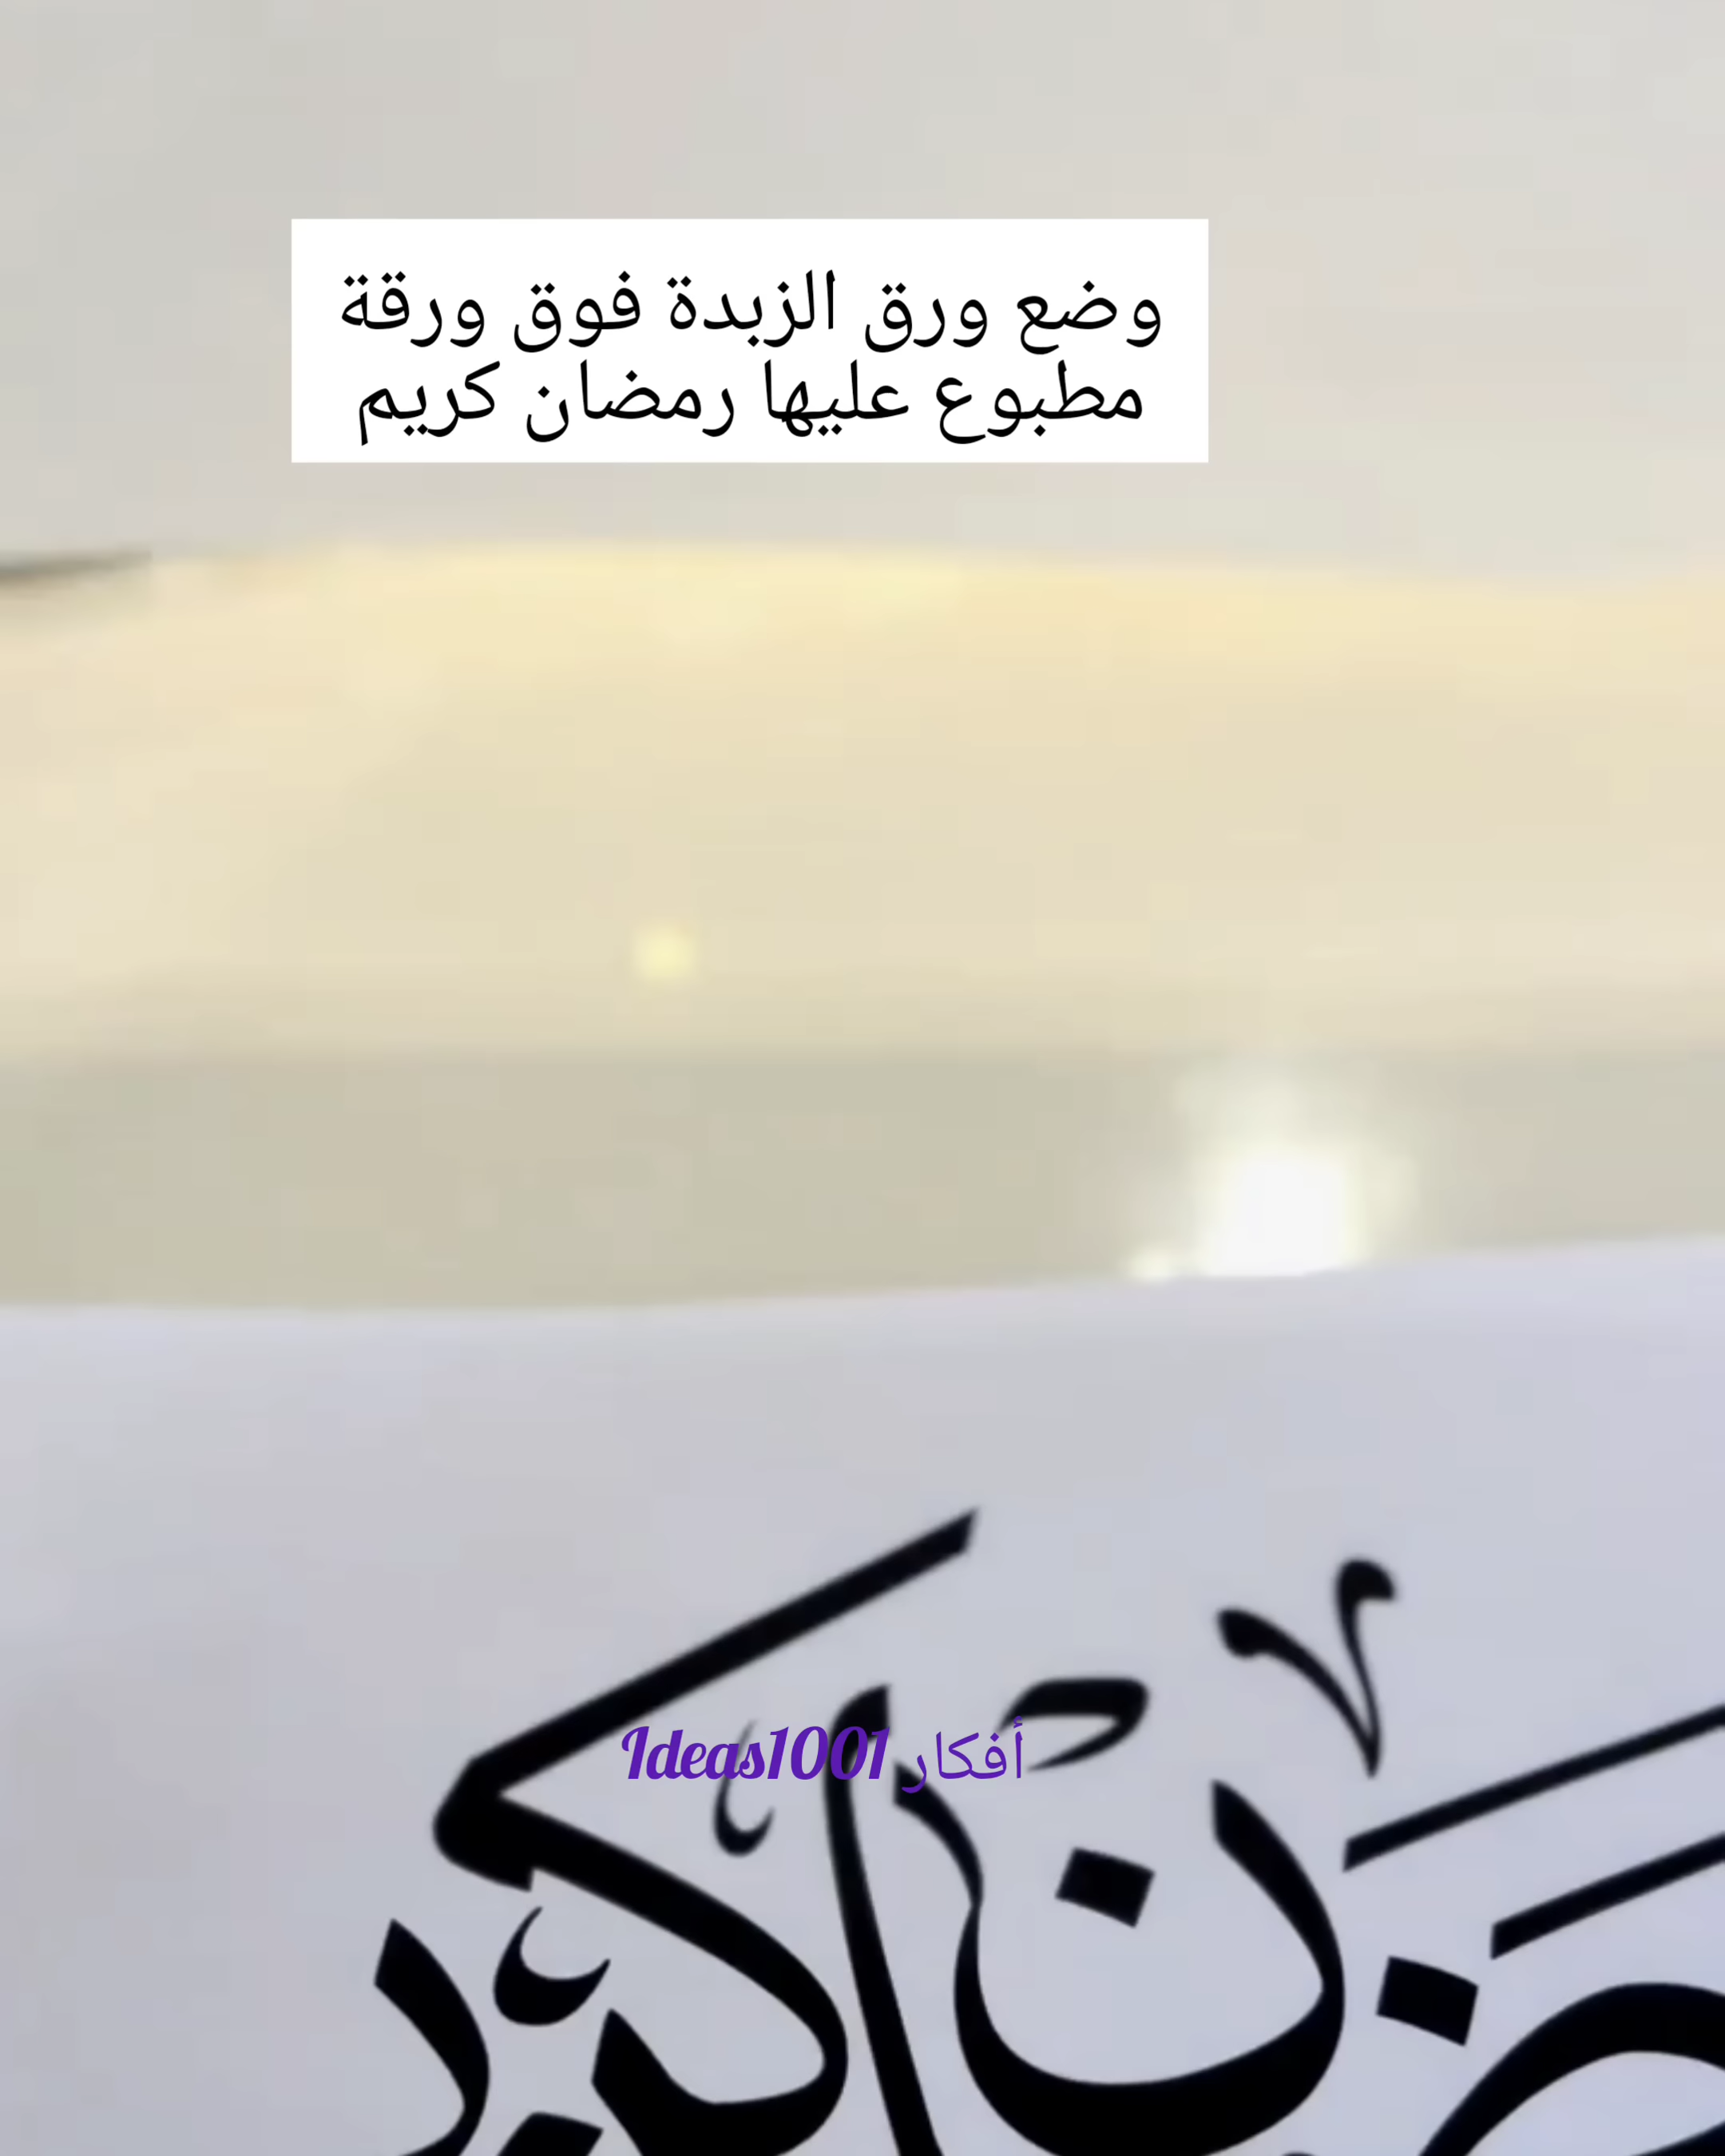 وضع ورق الزبدة فوق ورقة
مطبوع عليها رمضان كريم
أفكار Ideas1001